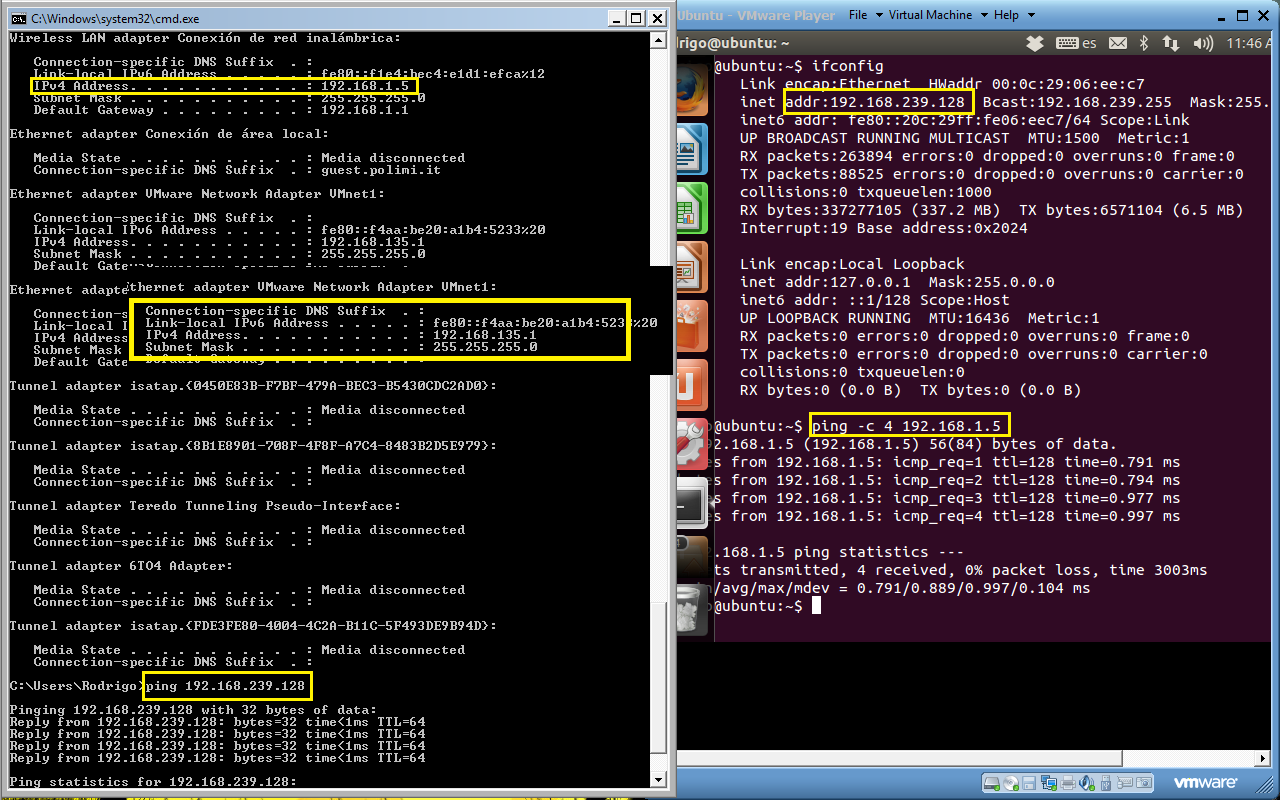 C:\Windows\system32\cmd.exe
Wireless LAN adapter Conexión de red inalámbrica:
Connection-specific DNS Suffix . :
Link-local IPv6 Address . . . . . : fe80::f1e4:bec4:e1d1:efca%12
IPv4 Address. . . . . . . . . . . : 192.168.1.5
Subnet Mask . . . . . . . . . . . : 255.255.255.0
Default Gateway . . . . . . . . . : 192.168.1.1
Ethernet adapter Conexión de área local:
Media State . . . . . . . . . . . : Media disconnected
Connection-specific DNS Suffix . : guest.polimi.it
Ethernet adapter VMware Network Adapter VMnet1:
Connection-specific DNS Suffix . :
Link-local IPv6 Address . . . . . : fe80::f4aa:be20:a1b4:5233%20
IPv4 Address. . . . . . . . . . . : 192.168.135.1
Subnet Mask . . . . . . . . . . . : 255.255.255.0
Default Gatew
Ethernet adapte
thernet adapter VMware Network Adapter VMnet1:
Connection-s
Link-local I
IPv4 Address
Subnet Mask
Default Gate
Connection-specific DNS Suffix . :
Link-local IPv6 Address . . . . . : fe80::f4aa:be20:a1b4:5233%20
IPv4 Address. . . . . . . . . . . : 192.168.135.1
Subnet Mask . . . . . . . . . . . : 255.255.255.0
Default Gateway . . . . . . . . . :
Tunnel adapter isatap.{0450E83B-F7BF-479A-BEC3-B5430CDC2AD0}:
Media State . . . . . . . . . . . : Media disconnected
Connection-specific DNS Suffix . :
Tunnel adapter isatap.{8B1E8901-708F-4F8F-A7C4-8483B2D5E979}:
Media State . . . . . . . . . . . : Media disconnected
Connection-specific DNS Suffix . :
Tunnel adapter Teredo Tunneling Pseudo-Interface:
Media State . . . . . . . . . . . : Media disconnected
Connection-specific DNS Suffix . :
Tunnel adapter 6TO4 Adapter:
Media State . . . . . . . . . . . : Media disconnected
Connection-specific DNS Suffix . :
Tunnel adapter isatap.{FDE3FE80-4004-4C2A-B11C-5F493DE9B94D}:
Media State . . . . . . . . . . . : Media disconnected
Connection-specific DNS Suffix . :
C:\Users\Rodrigo>ping 192.168.239.128
Pinging 192.168.239.128 with 32 bytes of data:
Reply from 192.168.239.128: bytes=32 time<1ms TTL=64
Reply from 192.168.239.128: bytes=32 time<1ms TTL=64
Reply from 192.168.239.128: bytes=32 time<1ms TTL=64
Reply from 192.168.239.128: bytes=32 time<1ms TTL=64
Ping statistics for 192.168.239.128:
Ubuntu - VMware Player File Virtual Machine Help
rigo@ubuntu: ~ es 11:46 A
@ubuntu:~$ ifconfig
Link encap:Ethernet HWaddr 00:0c:29:06:ee:c7
inet addr:192.168.239.128 Bcast:192.168.239.255 Mask:255.
inet6 addr: fe80::20c:29ff:fe06:eec7/64 Scope:Link
UP BROADCAST RUNNING MULTICAST MTU:1500 Metric:1
RX packets:263894 errors:0 dropped:0 overruns:0 frame:0
TX packets:88525 errors:0 dropped:0 overruns:0 carrier:0
collisions:0 txqueuelen:1000
RX bytes:337277105 (337.2 MB) TX bytes:6571104 (6.5 MB)
Interrupt:19 Base address:0x2024
Link encap:Local Loopback
inet addr:127.0.0.1 Mask:255.0.0.0
inet6 addr: ::1/128 Scope:Host
UP LOOPBACK RUNNING MTU:16436 Metric:1
RX packets:0 errors:0 dropped:0 overruns:0 frame:0
TX packets:0 errors:0 dropped:0 overruns:0 carrier:0
collisions:0 txqueuelen:0
RX bytes:0 (0.0 B) TX bytes:0 (0.0 B)
@ubuntu:~$ ping -c 4 192.168.1.5
2.168.1.5 (192.168.1.5) 56(84) bytes of data.
es from 192.168.1.5: icmp_req=1 ttl=128 time=0.791 ms
es from 192.168.1.5: icmp_req=2 ttl=128 time=0.794 ms
es from 192.168.1.5: icmp_req=3 ttl=128 time=0.977 ms
es from 192.168.1.5: icmp_req=4 ttl=128 time=0.997 ms
2.168.1.5 ping statistics ---
ts transmitted, 4 received, 0% packet loss, time 3003ms
/avg/max/mdev = 0.791/0.889/0.997/0.104 ms
o@ubuntu:~$
vmware